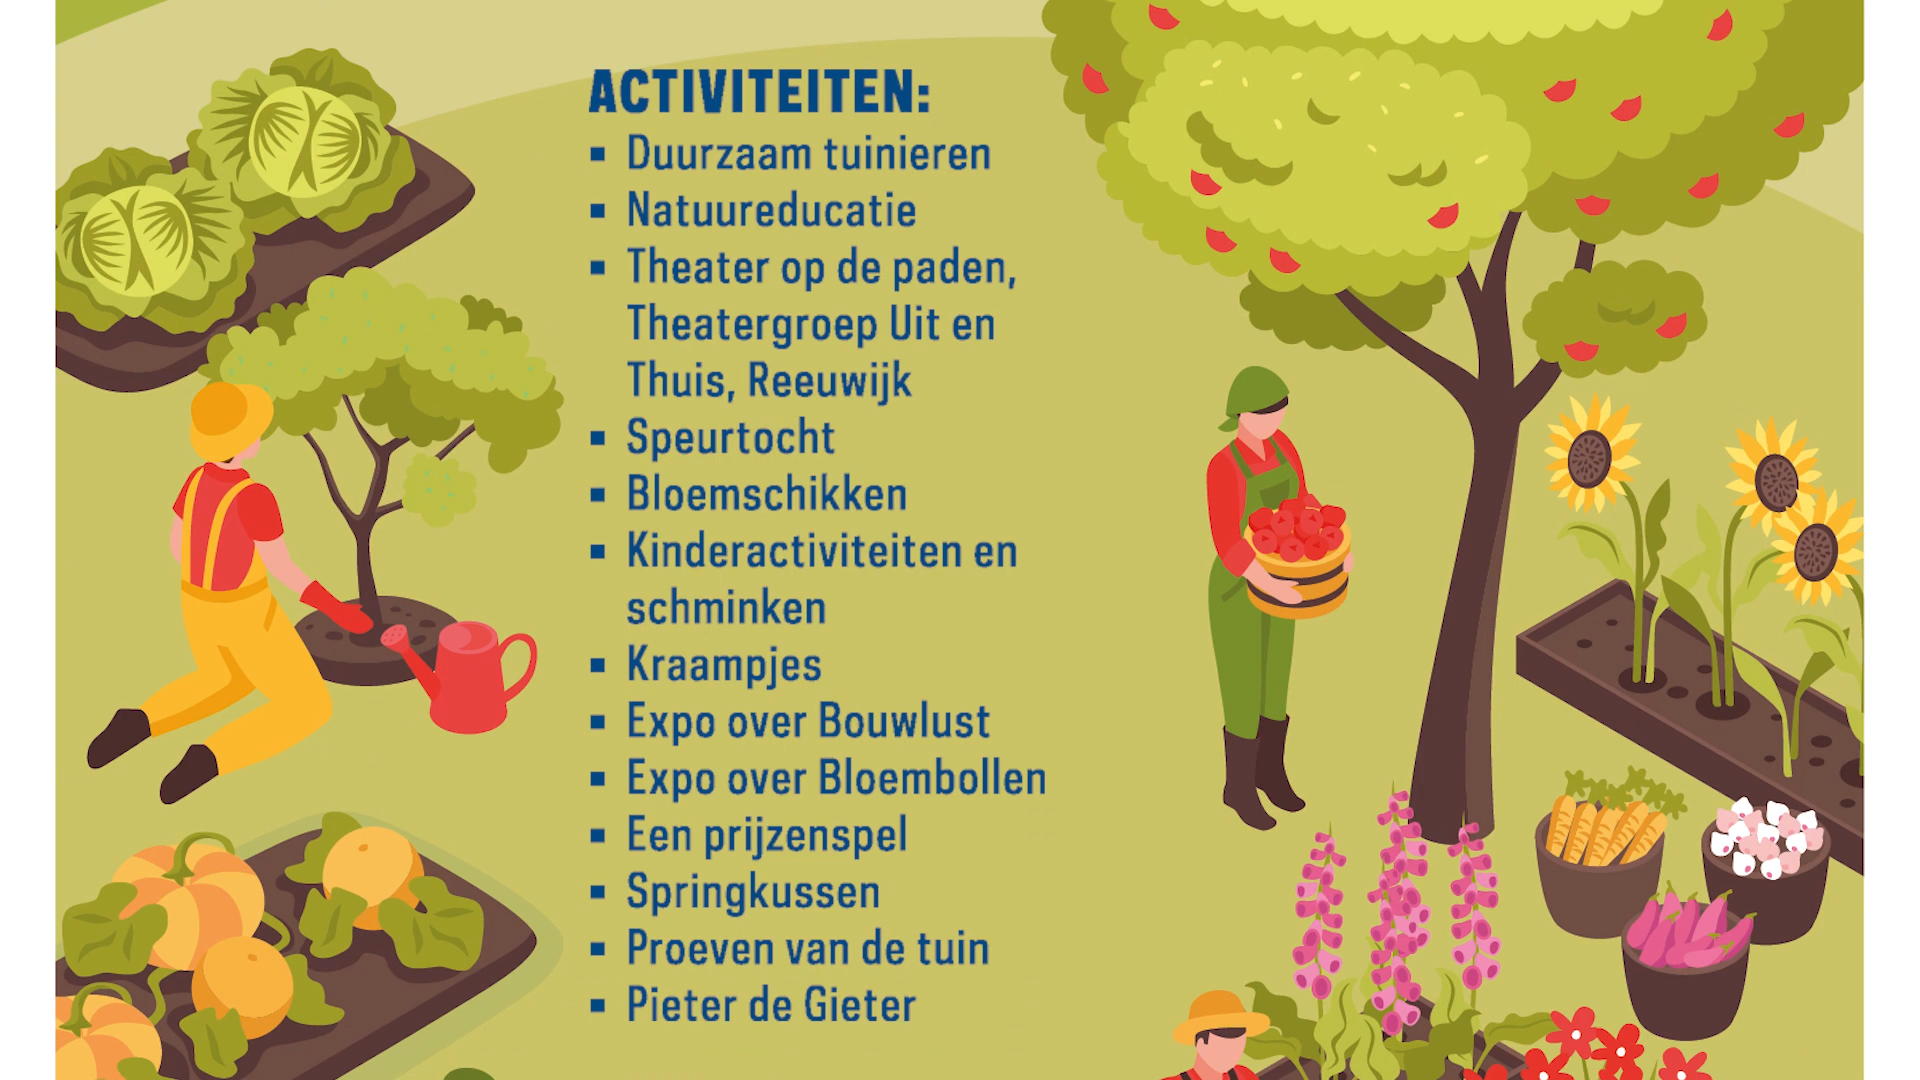 ACTIVITEITEN:
▪ Duurzaam tuinieren
▪ Natuureducatie
▪ Theater op de paden,
Theatergroep Uit en
Thuis, Reeuwijk
▪ Speurtocht
▪ Bloemschikken
▪ Kinderactiviteiten en
schminken
▪ Kraampjes
▪ Expo over Bouwlust
▪ Expo over Bloembollen
▪ Een prijzenspel
▪ Springkussen
▪ Proeven van de tuin
▪ Pieter de Gieter